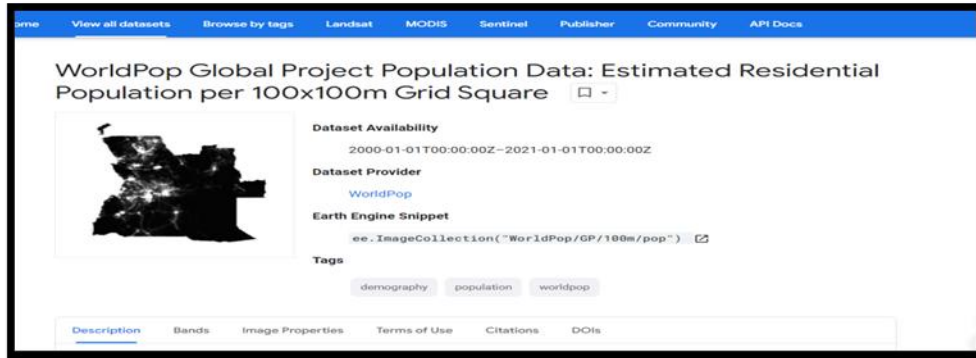 ome View all datasets Browse by tags Landsat MODIS Sentinel Publisher Community API Docs
WorldPop Global Project Population Data: Estimated Residential
Population per 100x100m Grid Square
Dataset Availability
2000-01-01T00:00:00Z–2021-01-01T00:00:00Z
Dataset Provider
WorldPop
Earth Engine Snippet
ee.ImageCollection("WorldPop/GP/100m/pop")
Tags
demography population worldpop
Description Bands Image Properties Terms of Use Citations DOIs